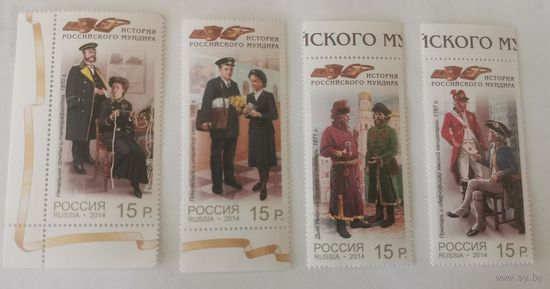 ИСТОРИЯ
РОССИЙСКОГО МУНДИРА
РОССИЯ
RUSSIA • 2014
15 Р.
ИСТОРИЯ
РОССИЙСКОГО МУНДИРА
РОССИЯ
RUSSIA • 2014
15 Р.
ЙСКОГО МУ
ИСТОРИЯ
РОССИЙСКОГО МУНДИРА
РОССИЯ
RUSSIA • 2014
15 Р.
ЙСКОГО МУН
ИСТОРИЯ
РОССИЙСКОГО МУНДИРА
РОССИЯ
RUSSIA • 2014
15 Р.
© www.ay.by